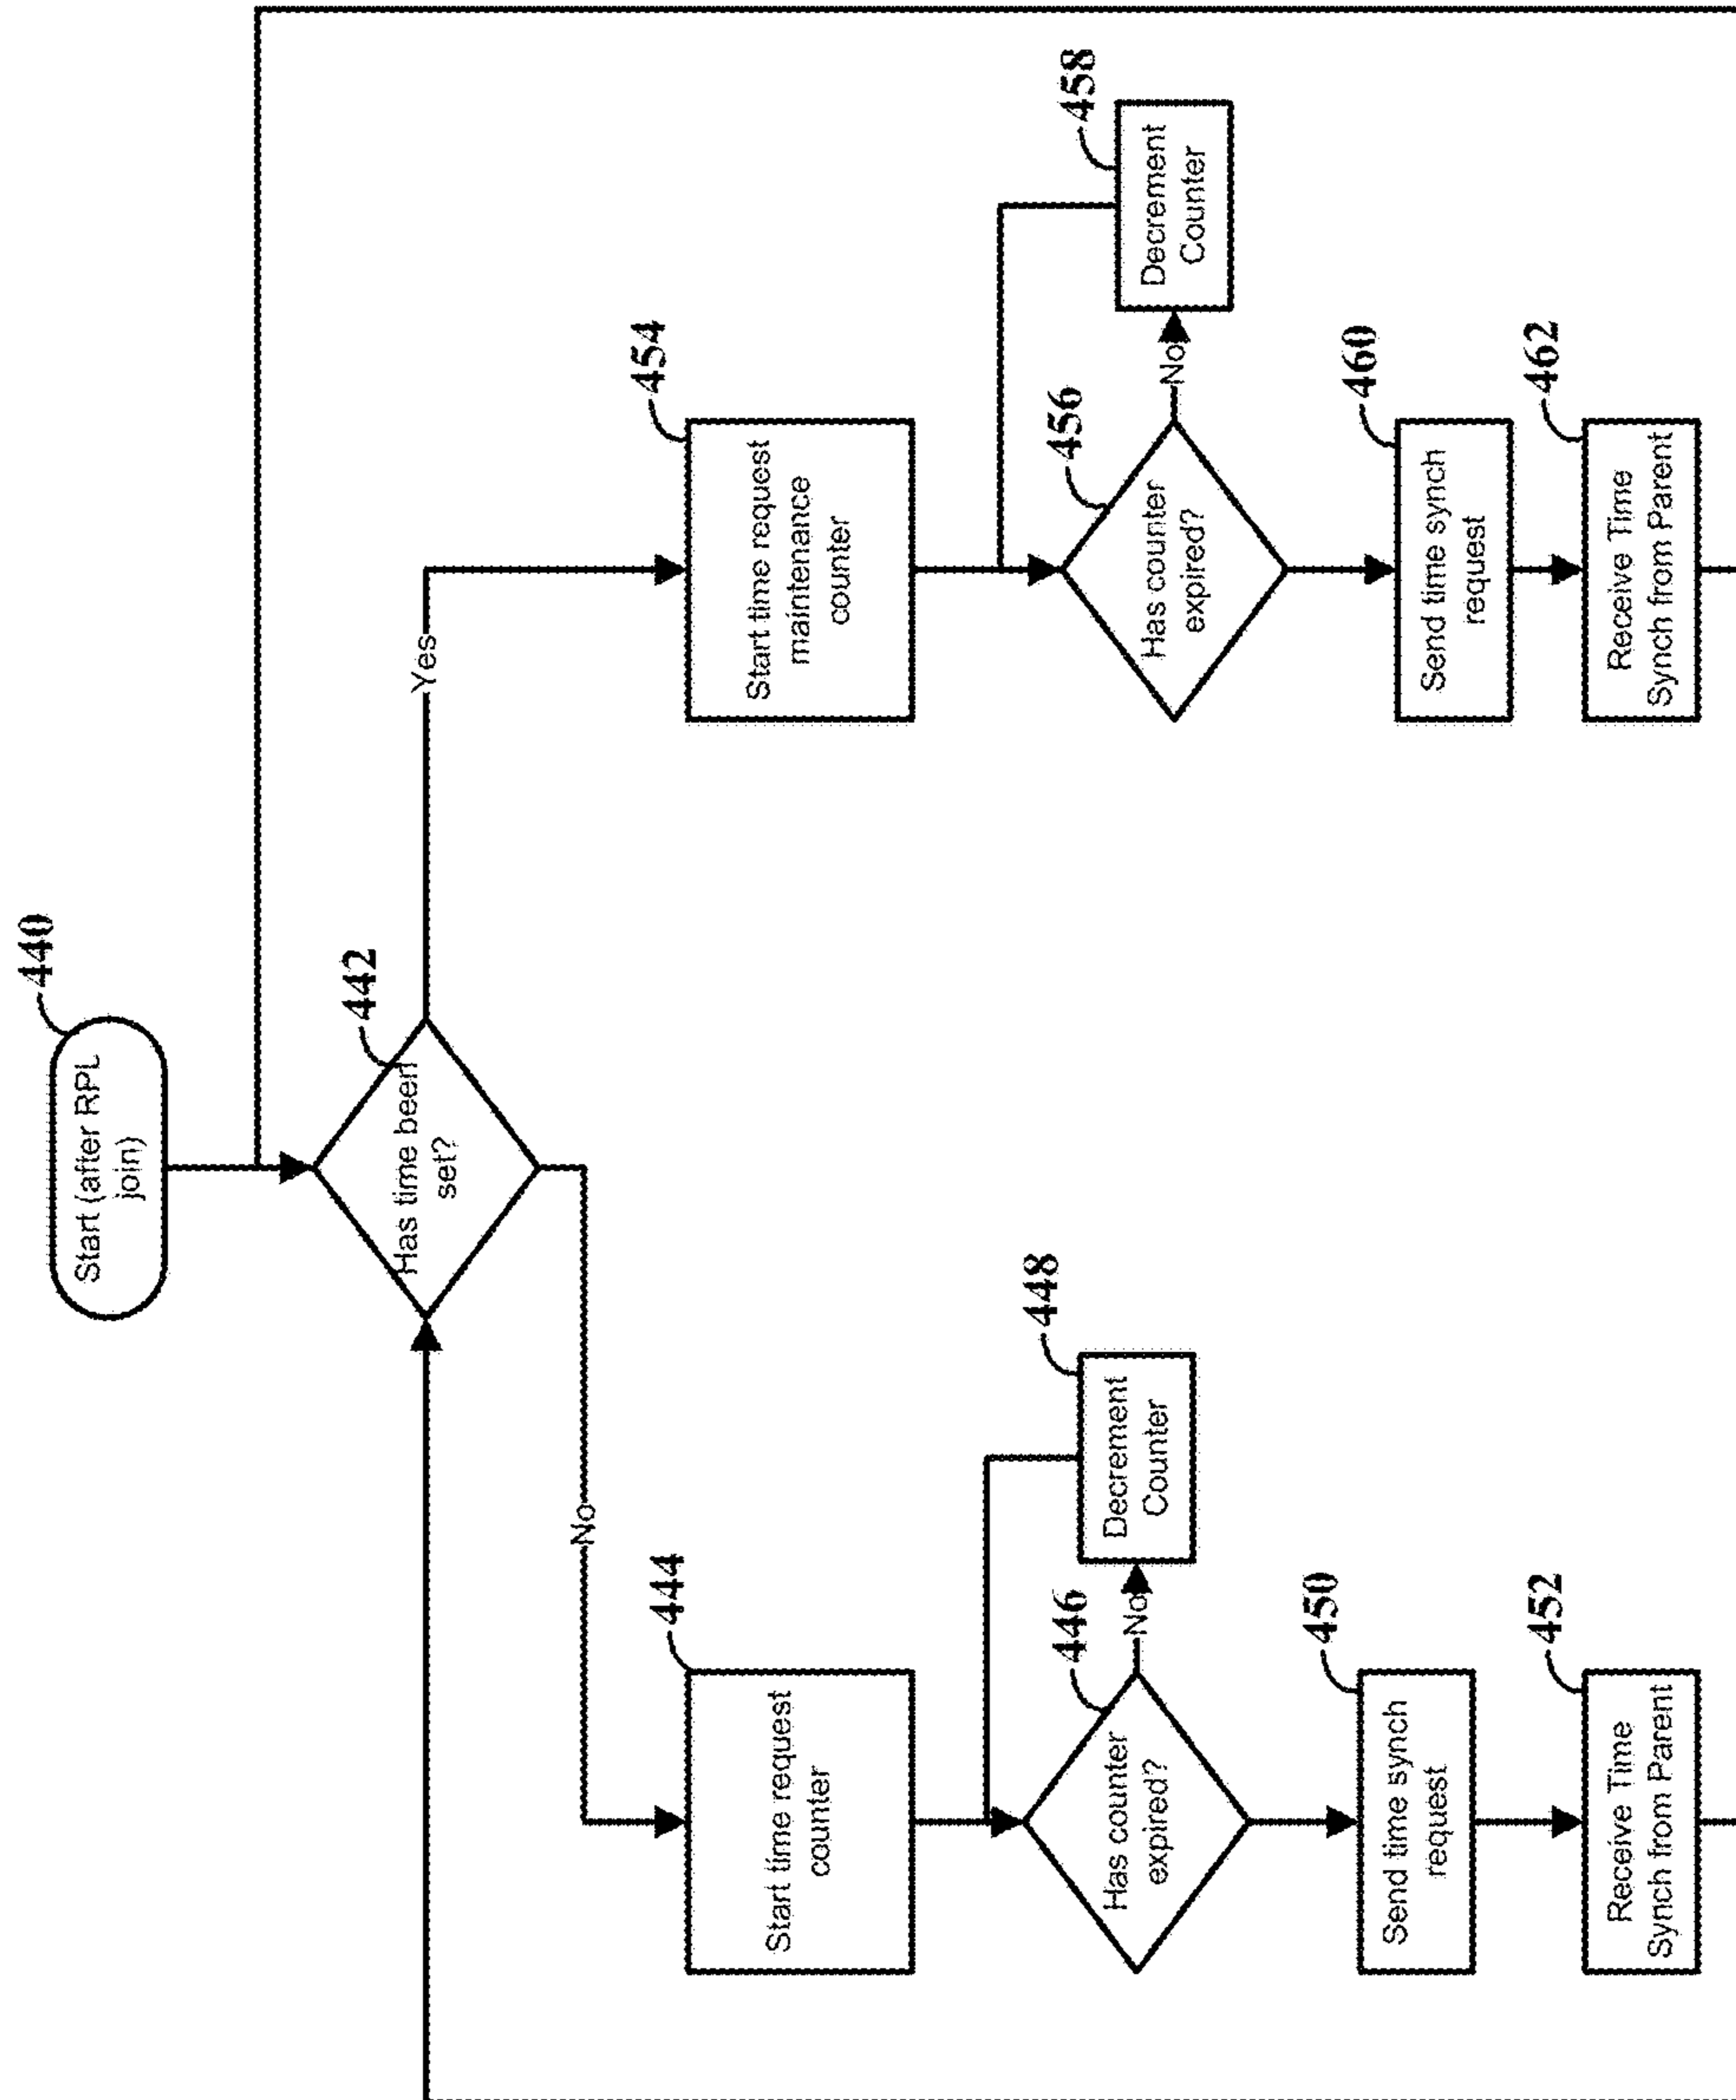 440
Start (after RPL
join)
442
Has time been
set?
Yes
No
444
Start time request
counter
446
Has counter
expired?
No
448
Decrement
Counter
450
Send time synch
request
452
Receive Time
Synch from Parent
454
Start time request
maintenance
counter
456
Has counter
expired?
No
458
Decrement
Counter
460
Send time synch
request
462
Receive Time
Synch from Parent